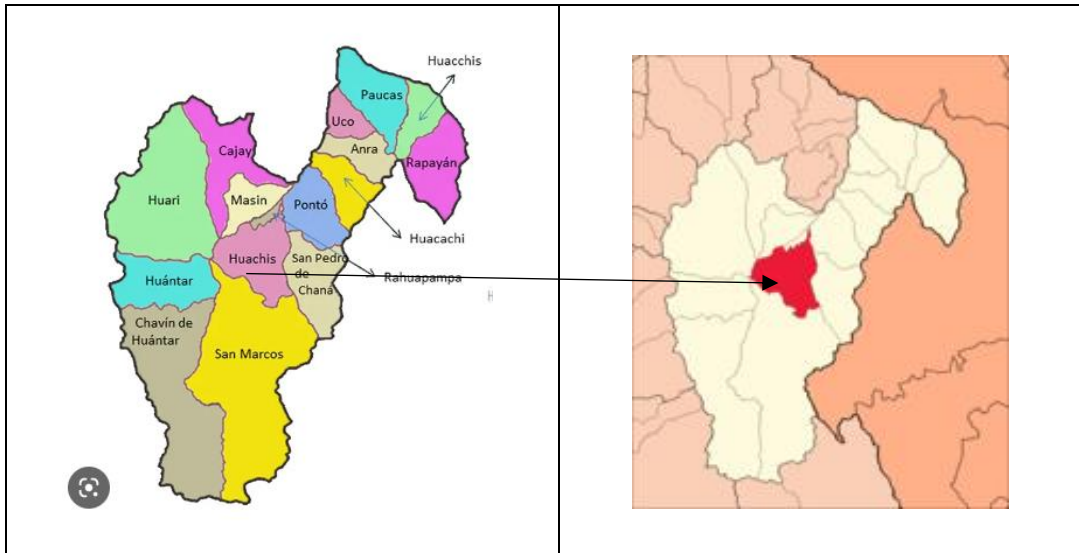 Huacchis
Paucas
Uco
Anra
Cajay
Rapayán
Masin
Huari
Pontó
Huacachi
Huachis
San Pedro
de
Chaná
Rahuapampa
Huántar
H
Chavín de
Huántar
San Marcos